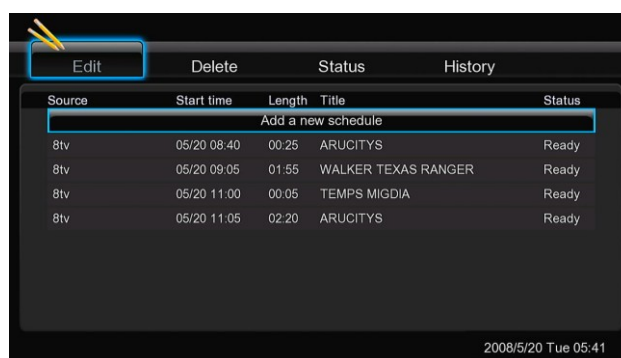 Edit Delete Status History
Source Start time Length Title Status
Add a new schedule
8tv 05/20 08:40 00:25 ARUCITYS Ready
8tv 05/20 09:05 01:55 WALKER TEXAS RANGER Ready
8tv 05/20 11:00 00:05 TEMPS MIGDIA Ready
8tv 05/20 11:05 02:20 ARUCITYS Ready
2008/5/20 Tue 05:41